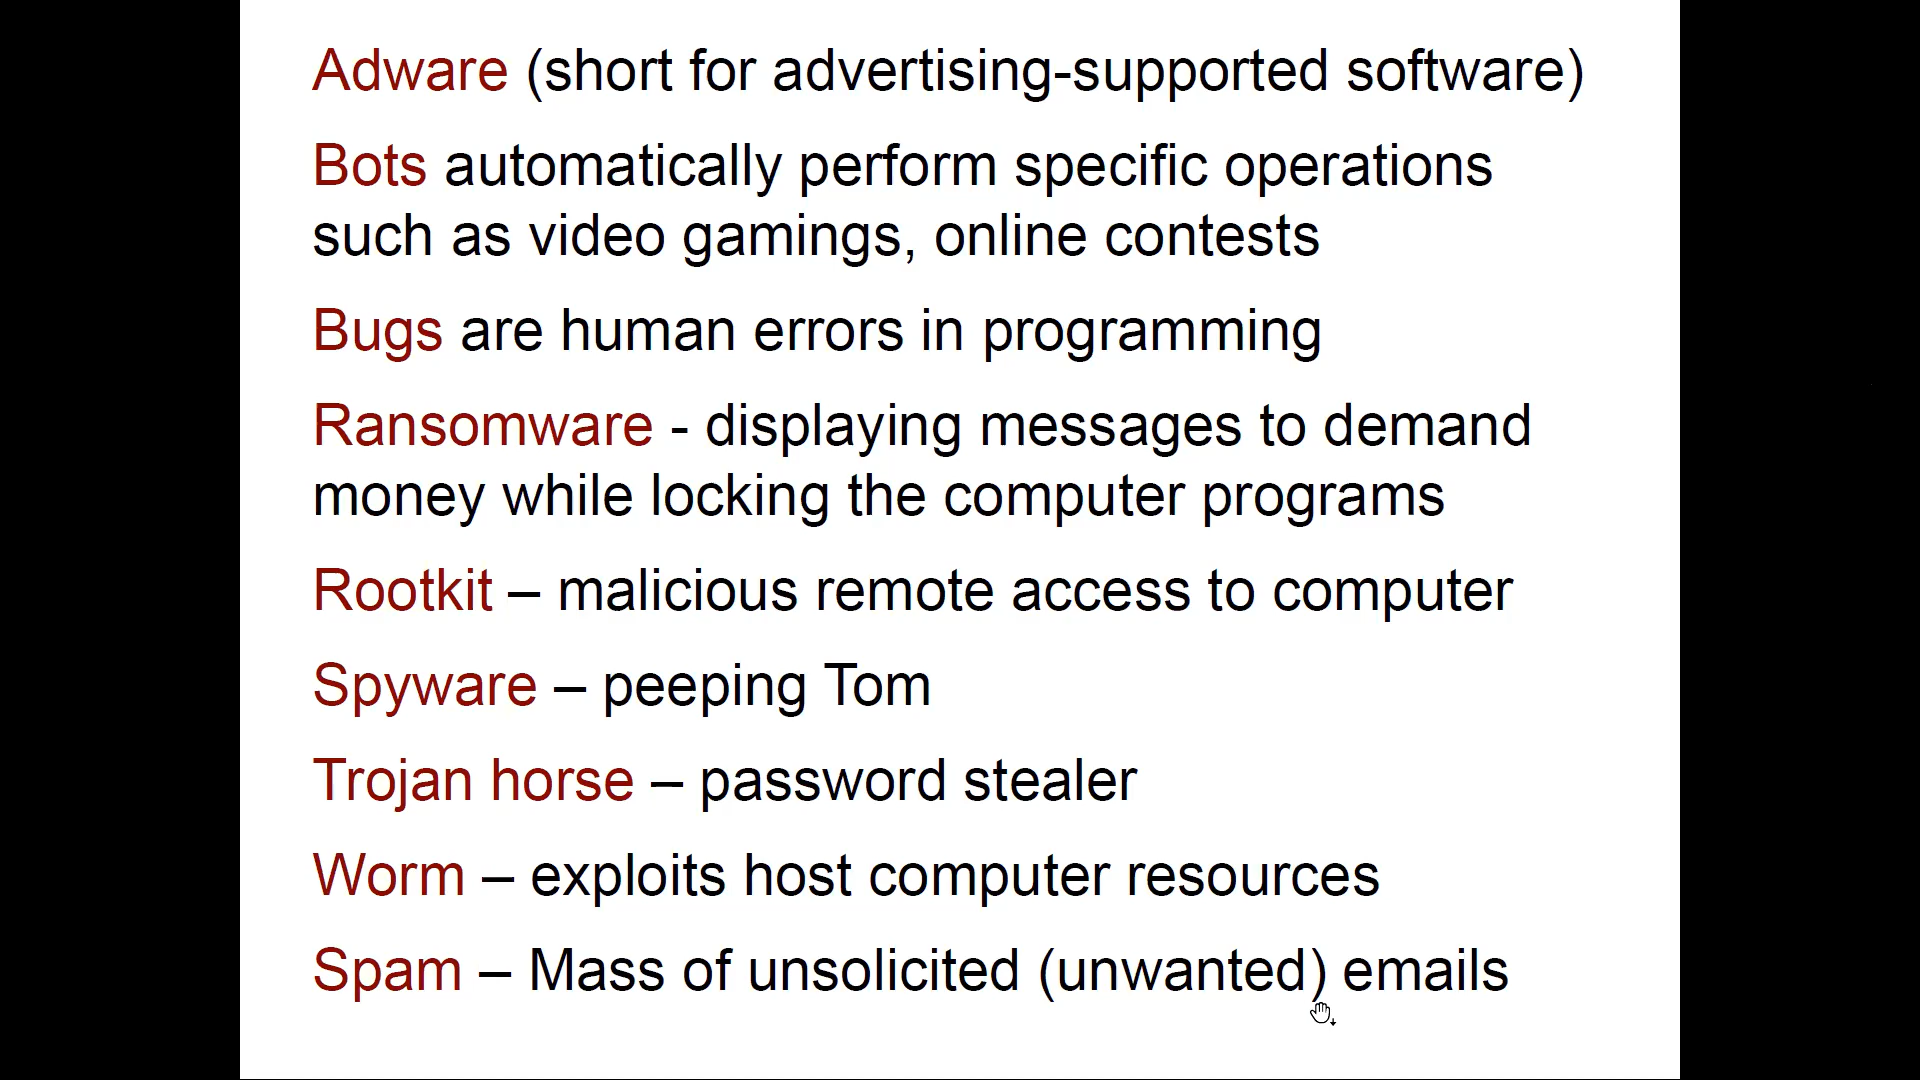 Adware (short for advertising-supported software)
Bots automatically perform specific operations
such as video gamings, online contests
Bugs are human errors in programming
Ransomware - displaying messages to demand
money while locking the computer programs
Rootkit – malicious remote access to computer
Spyware – peeping Tom
Trojan horse – password stealer
Worm – exploits host computer resources
Spam – Mass of unsolicited (unwanted) emails